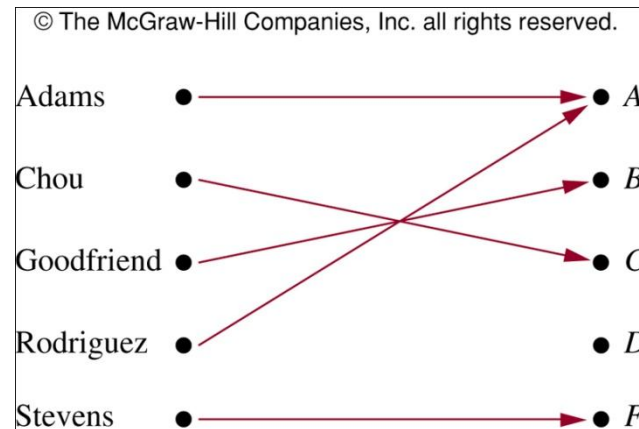 © The McGraw-Hill Companies, Inc. all rights reserved.
Adams A
Chou B
Goodfriend C
Rodriguez D
Stevens F